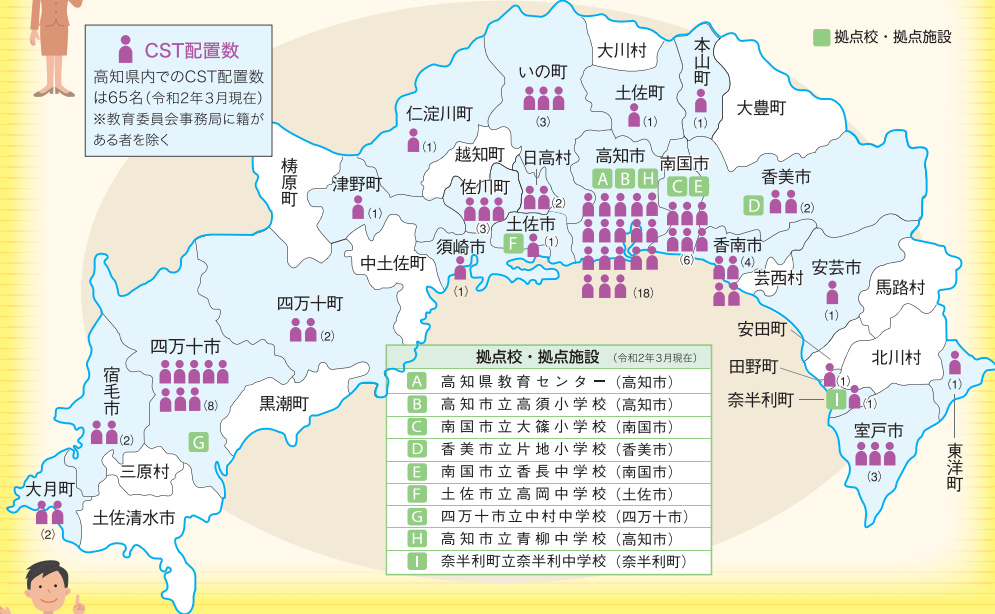 CST配置数
高知県内でのCST配置数
は65名（令和2年3月現在）
※教育委員会事務局に籍が
ある者を除く
拠点校・拠点施設
大川村
本山町
(1)
いの町
(3)
土佐町
(1)
大豊町
仁淀川町
(1)
越知町
日高村
(2)
高知市
A B H
(18)
南国市
C E
(6)
香美市
D
(2)
梼原町
津野町
(1)
佐川町
(3)
土佐市
F
(1)
須崎市
(1)
中土佐町
香南市
(4)
芸西村
安芸市
(1)
馬路村
四万十町
(2)
安田町
(1)
田野町
北川村
奈半利町
I
(1)
東洋町
(1)
室戸市
(3)
四万十市
(8)
G
宿毛市
(2)
黒潮町
三原村
大月町
(2)
土佐清水市
拠点校・拠点施設 （令和2年3月現在）
A 高知県教育センター（高知市）
B 高知市立高須小学校（高知市）
C 南国市立大篠小学校（南国市）
D 香美市立片地小学校（香美市）
E 南国市立香長中学校（南国市）
F 土佐市立高岡中学校（土佐市）
G 四万十市立中村中学校（四万十市）
H 高知市立青柳中学校（高知市）
I 奈半利町立奈半利中学校（奈半利町）